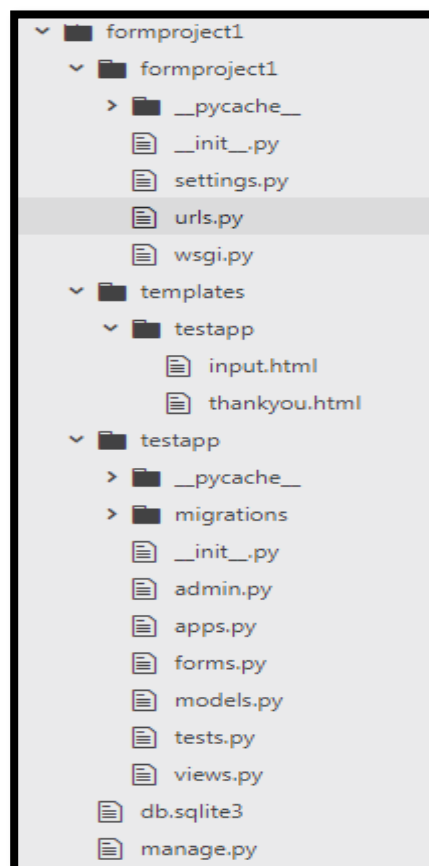 formproject1
formproject1
__pycache__
__init__.py
settings.py
urls.py
wsgi.py
templates
testapp
input.html
thankyou.html
testapp
__pycache__
migrations
__init__.py
admin.py
apps.py
forms.py
models.py
tests.py
views.py
db.sqlite3
manage.py